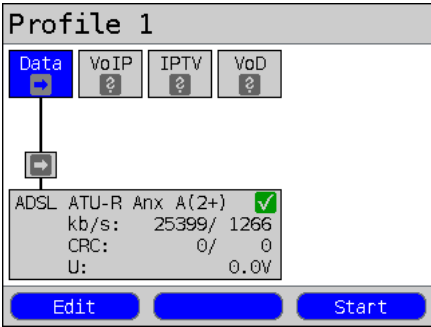 Profile 1
Data VoIP IPTV VoD
? ? ?
ADSL ATU-R Anx A(2+)
kb/s: 25399/ 1266
CRC: 0/ 0
U: 0.0V
Edit Start